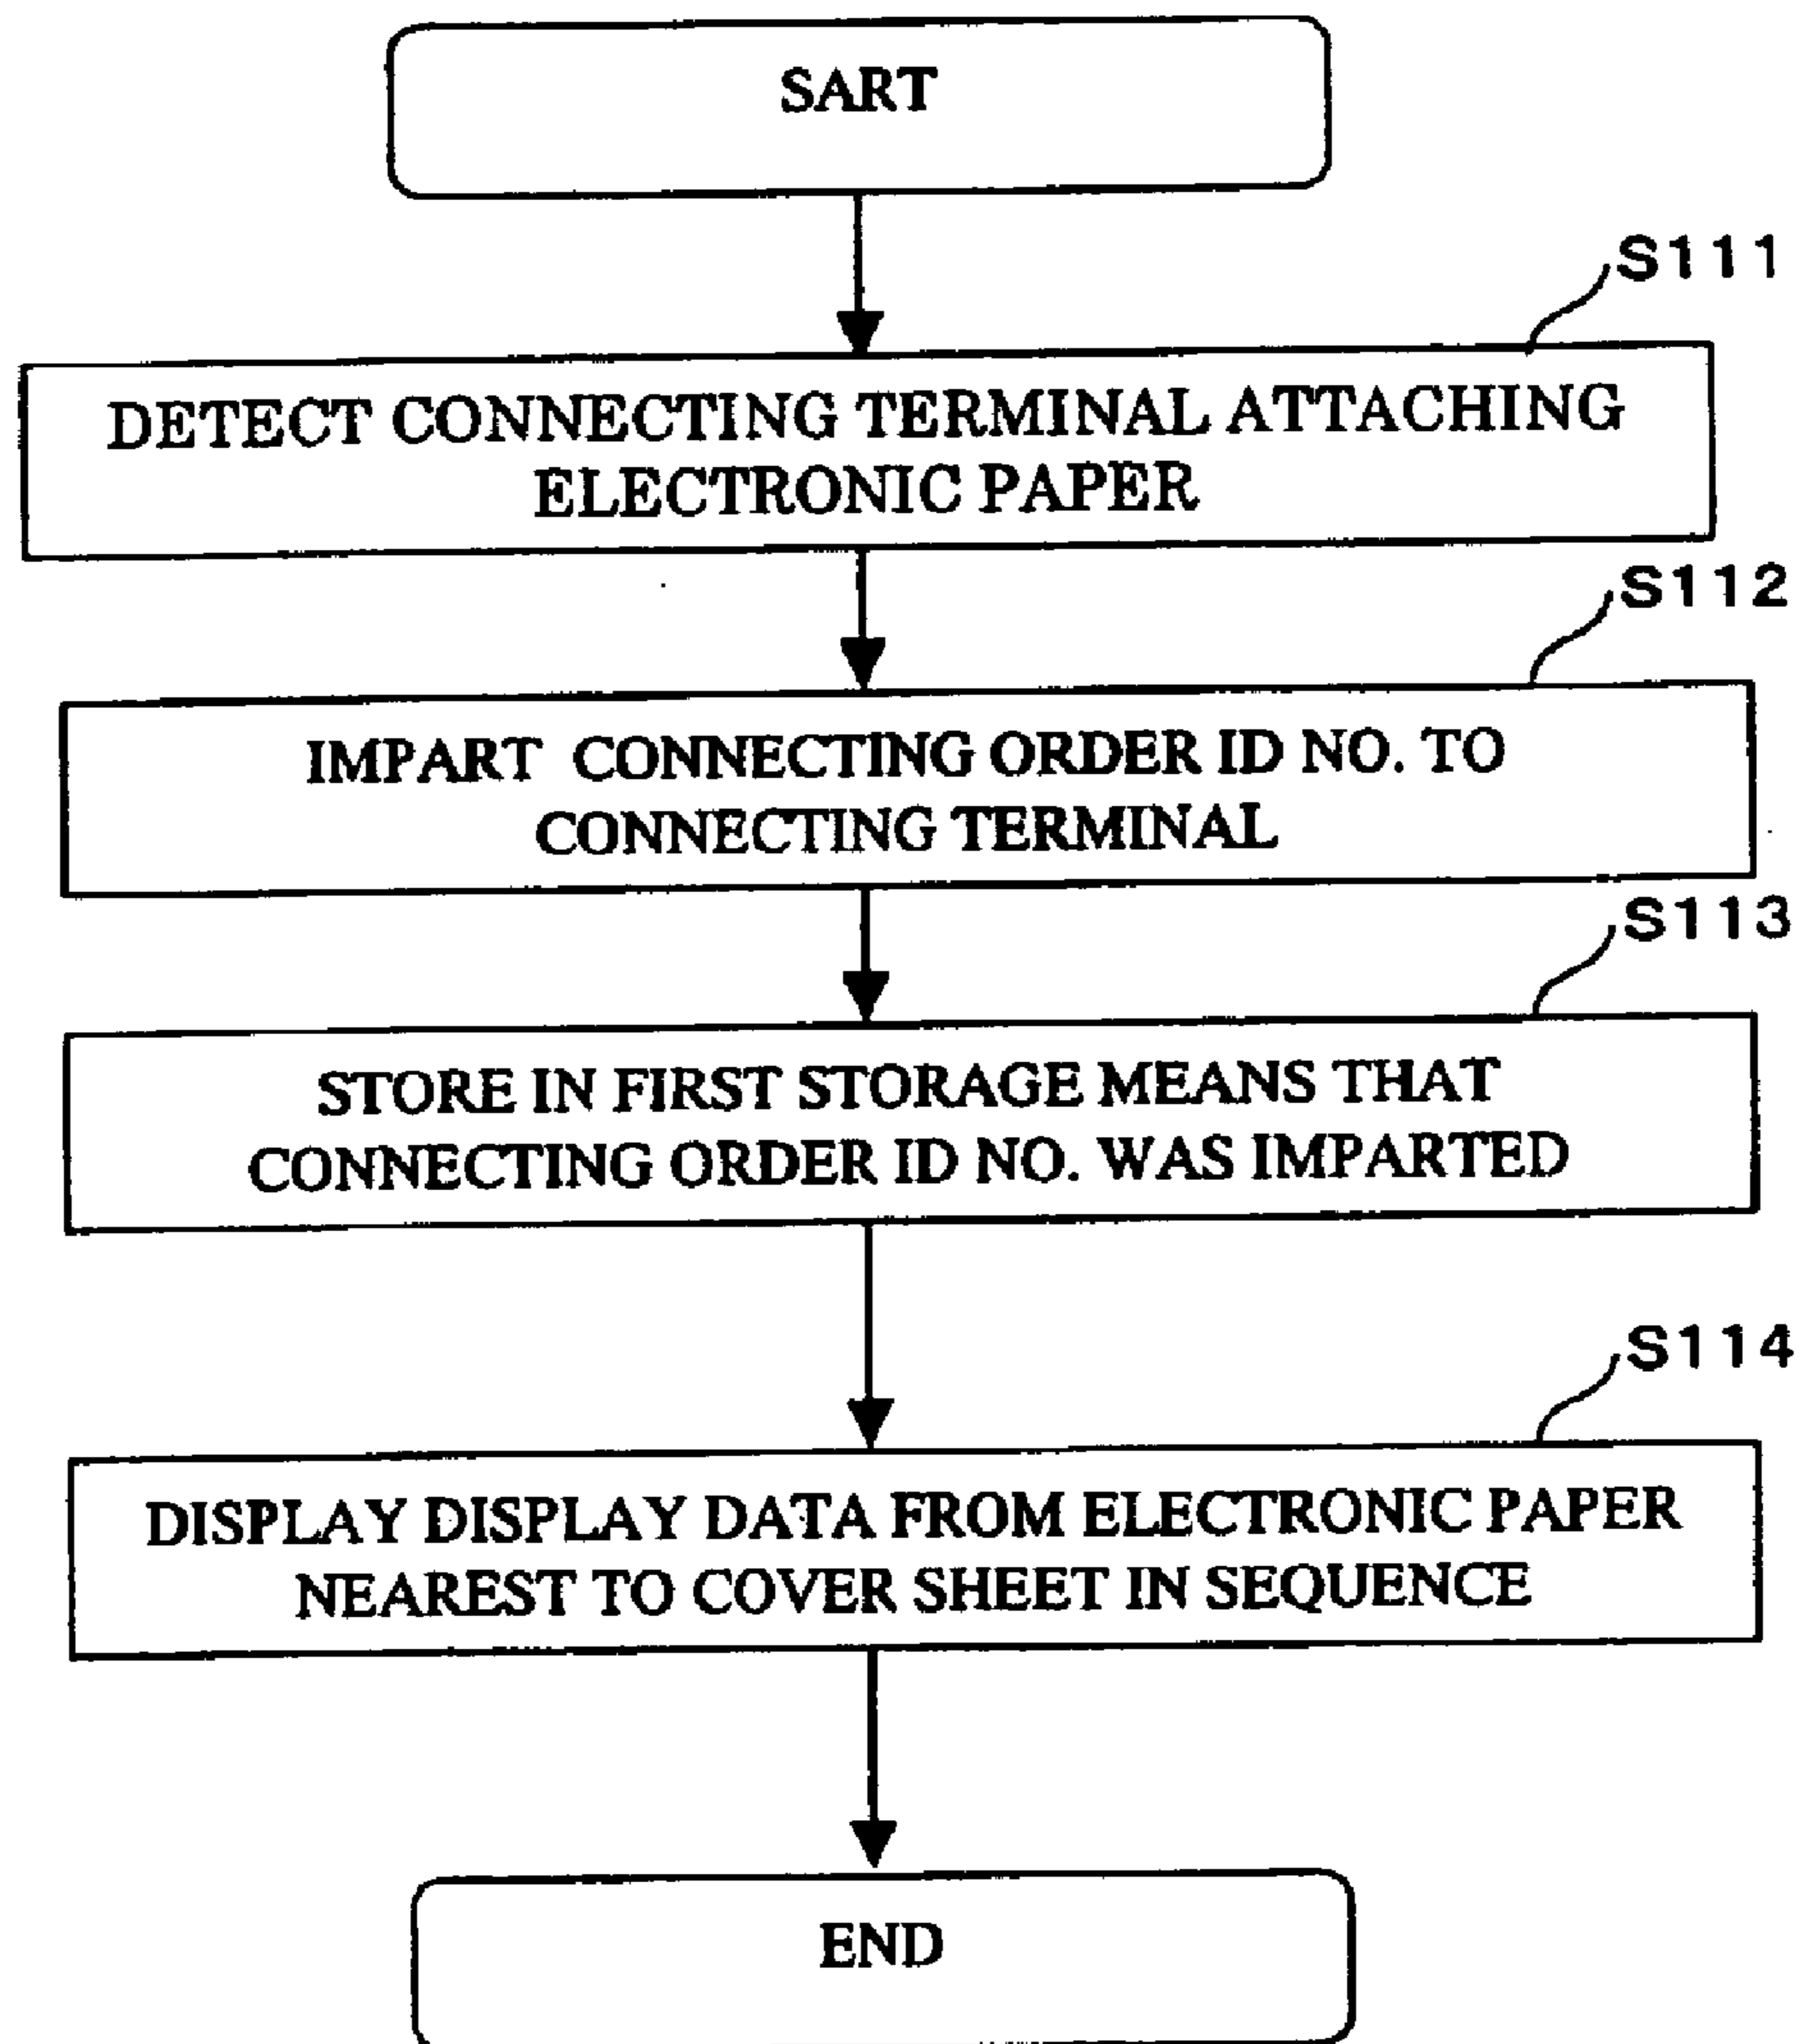 SART
S111
DETECT CONNECTING TERMINAL ATTACHING
ELECTRONIC PAPER
S112
IMPART CONNECTING ORDER ID NO. TO
CONNECTING TERMINAL
S113
STORE IN FIRST STORAGE MEANS THAT
CONNECTING ORDER ID NO. WAS IMPARTED
S114
DISPLAY DISPLAY DATA FROM ELECTRONIC PAPER
NEAREST TO COVER SHEET IN SEQUENCE
END